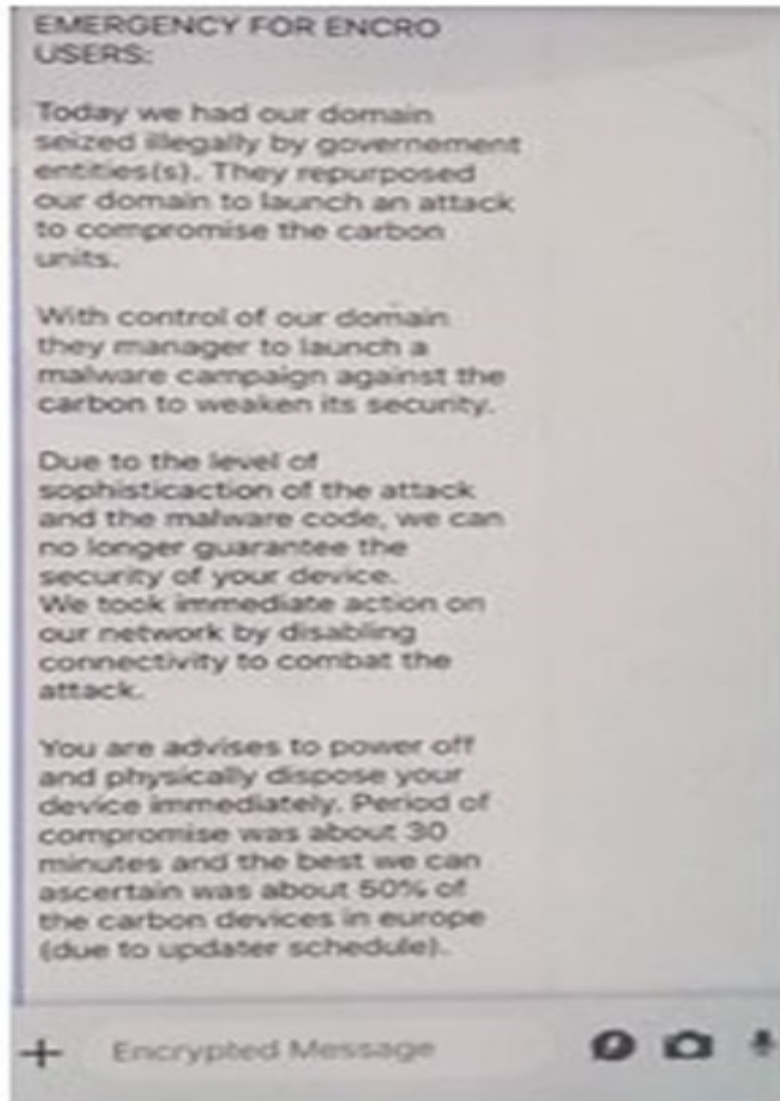 EMERGENCY FOR ENCRO
USERS:
Today we had our domain
seized illegally by governement
entities(s). They repurposed
our domain to launch an attack
to compromise the carbon
units.
With control of our domain
they manager to launch a
malware campaign against the
carbon to weaken its security.
Due to the level of
sophisticaction of the attack
and the malware code, we can
no longer guarantee the
security of your device.
We took immediate action on
our network by disabling
connectivity to combat the
attack.
You are advises to power off
and physically dispose your
device immediately. Period of
compromise was about 30
minutes and the best we can
ascertain was about 50% of
the carbon devices in europe
(due to updater schedule).
Encrypted Message